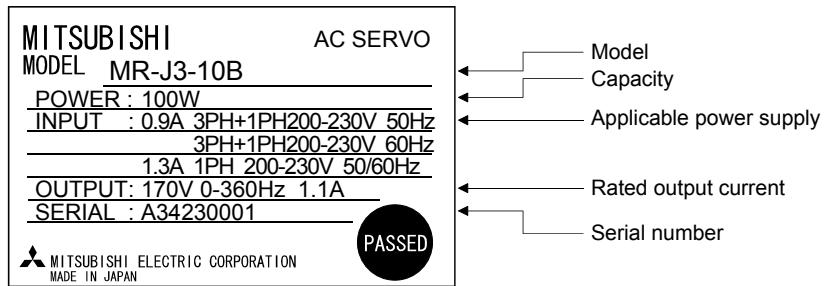 MITSUBISHI AC SERVO
MODEL MR-J3-10B
POWER : 100W
INPUT : 0.9A 3PH+1PH200-230V 50Hz
3PH+1PH200-230V 60Hz
1.3A 1PH 200-230V 50/60Hz
OUTPUT: 170V 0-360Hz 1.1A
SERIAL : A34230001
PASSED
MITSUBISHI ELECTRIC CORPORATION
MADE IN JAPAN
Model
Capacity
Applicable power supply
Rated output current
Serial number